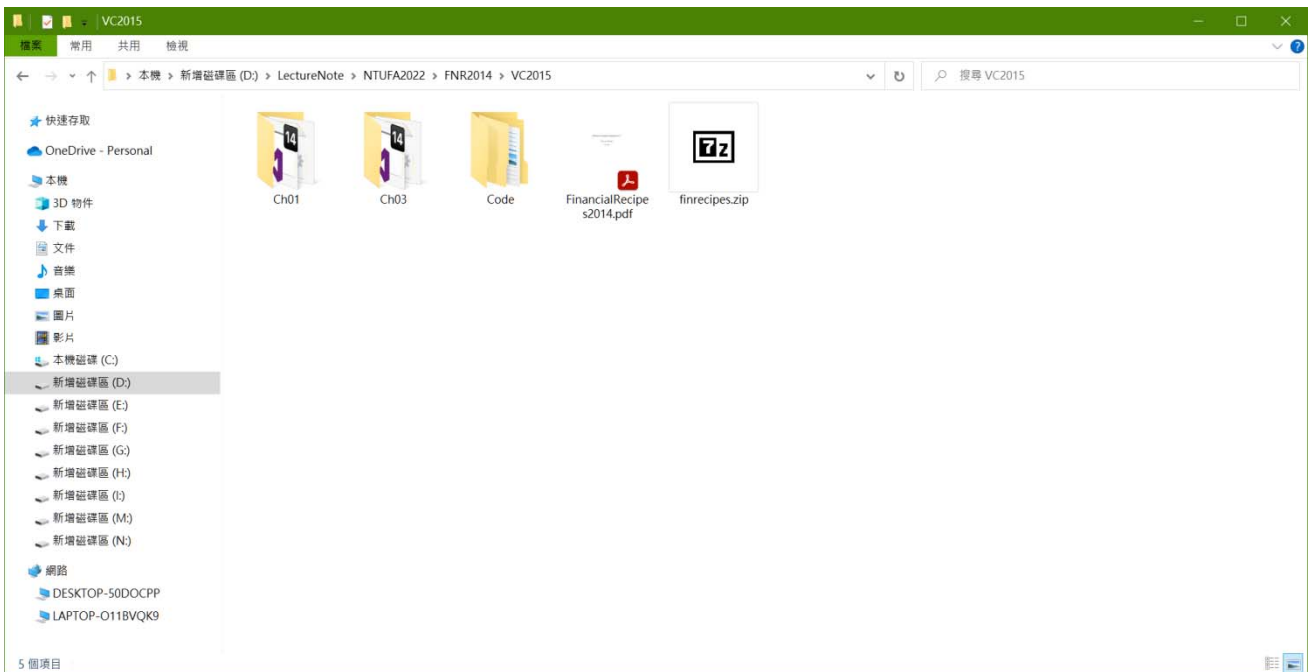 VC2015
檔案 常用 共用 檢視
本機 > 新增磁碟區 (D:) > LectureNote > NTUFA2022 > FNR2014 > VC2015
搜尋 VC2015
快速存取
OneDrive - Personal
本機
3D 物件
下載
文件
音樂
桌面
圖片
影片
本機磁碟 (C:)
新增磁碟區 (D:)
新增磁碟區 (E:)
新增磁碟區 (F:)
新增磁碟區 (G:)
新增磁碟區 (H:)
新增磁碟區 (I:)
新增磁碟區 (M:)
新增磁碟區 (N:)
網路
DESKTOP-50DOCPP
LAPTOP-O11BVQK9
14 14 7z
Ch01 Ch03 Code FinancialRecipe finrecipes.zip
s2014.pdf
5 個項目